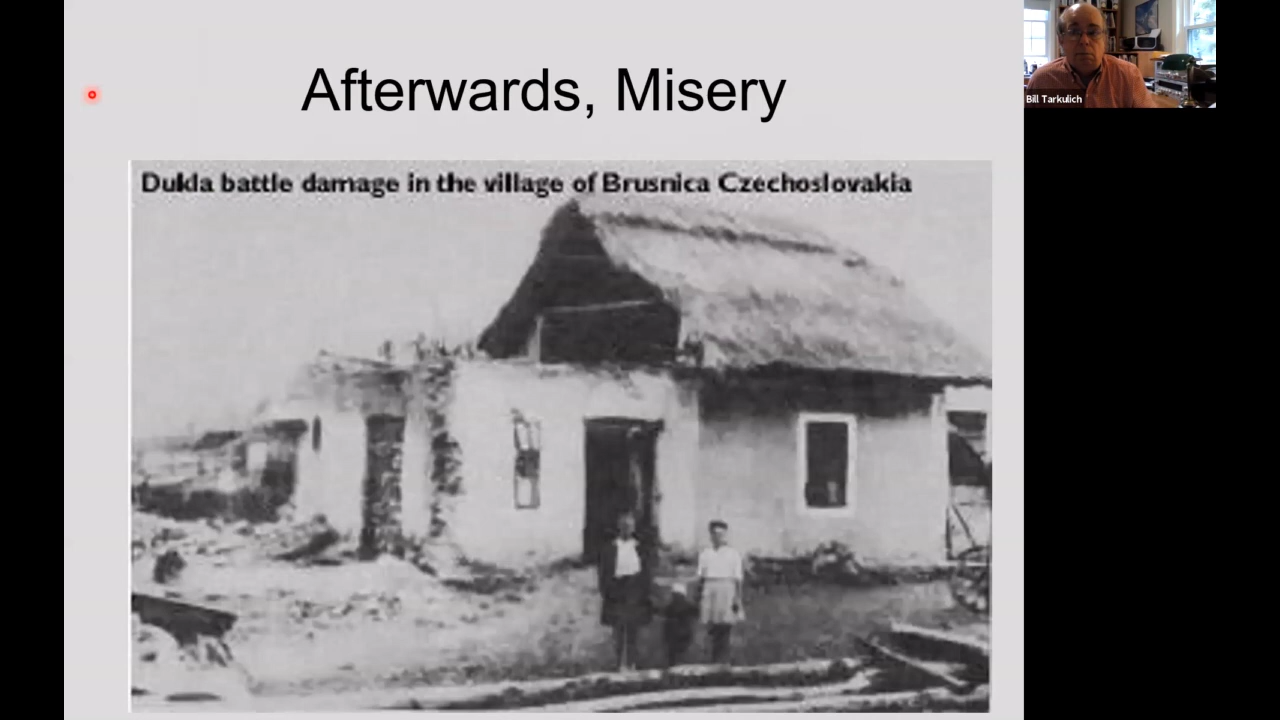 Afterwards, Misery
Dukla battle damage in the village of Brusnica Czechoslovakia
Bill Tarkulich